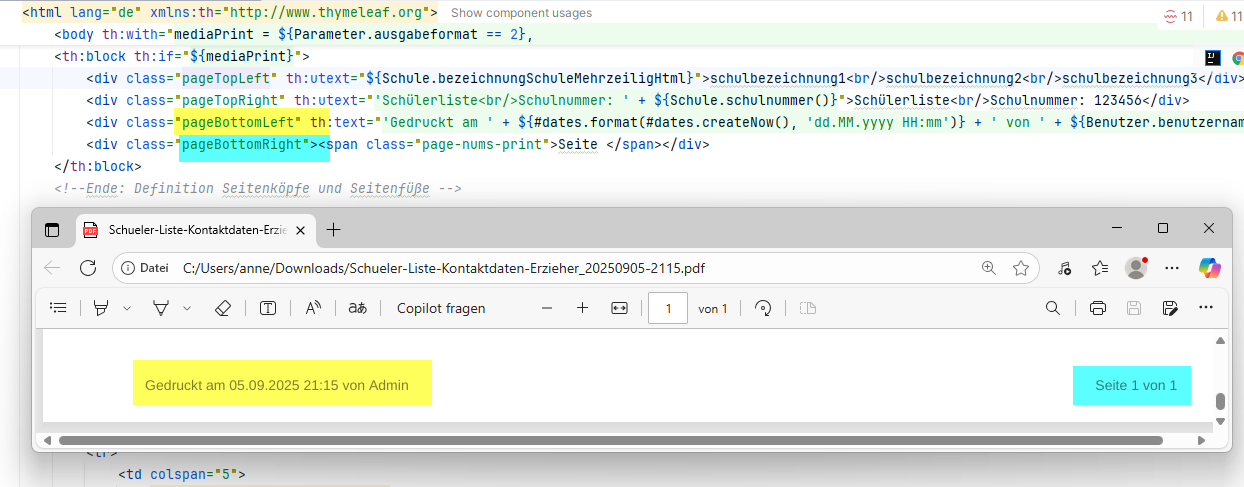 <html lang="de" xmlns:th="http://www.thymeleaf.org"> Show component usages
11 11
<body th:with="mediaPrint = ${Parameter.ausgabeformat == 2},
<th:block th:if="${mediaPrint}">
<div class="pageTopLeft" th:utext="${Schule.bezeichnungSchuleMehrzeiligHtml}">schulbezeichnung1<br/>schulbezeichnung2<br/>schulbezeichnung3</div>
<div class="pageTopRight" th:utext="'Schülerliste<br/>Schulnummer: ' + ${Schule.schulnummer()}">Schülerliste<br/>Schulnummer: 123456</div>
<div class="pageBottomLeft" th:text="'Gedruckt am ' + ${#dates.format(#dates.createNow(), 'dd.MM.yyyy HH:mm')} + ' von ' + ${Benutzer.benutzernam
<div class="pageBottomRight"><span class="page-nums-print">Seite </span></div>
</th:block>
<!--Ende: Definition Seitenköpfe und Seitenfüße -->
PDF Schueler-Liste-Kontaktdaten-Erzie
Datei C:/Users/anne/Downloads/Schueler-Liste-Kontaktdaten-Erzieher_20250905-2115.pdf
aあ Copilot fragen 1 von 1
Gedruckt am 05.09.2025 21:15 von Admin Seite 1 von 1
<td colspan="5">